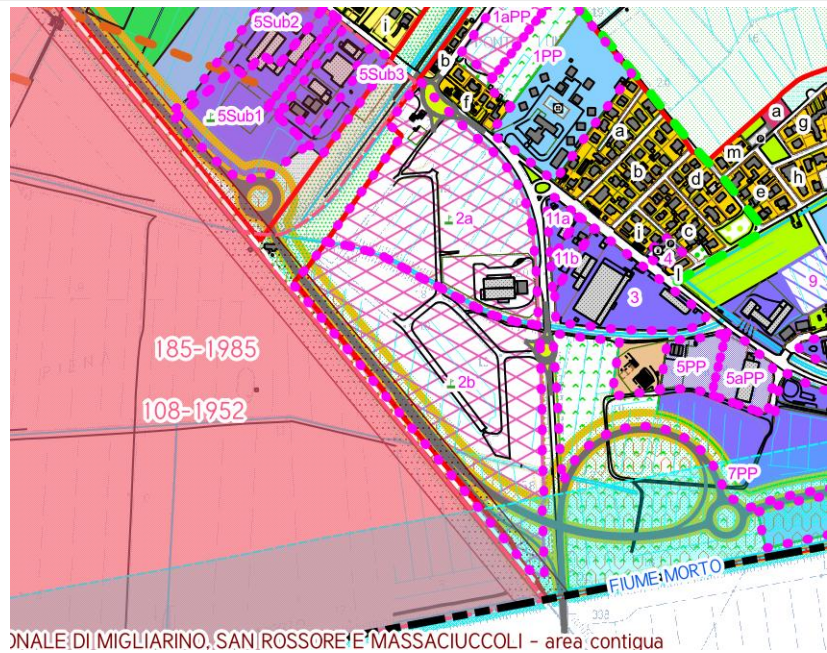 1aPP
5Sub2
i
1PP
b
5Sub3
f
a
g
5Sub1
a
m
b
d
e
h
2a
11a
i
c
4
l
11b
3
9
185-1985
5PP
5aPP
2b
108-1952
7PP
FIUME MORTO
ONALE DI MIGLIARINO, SAN ROSSORE E MASSACIUCCOLI - area contigua